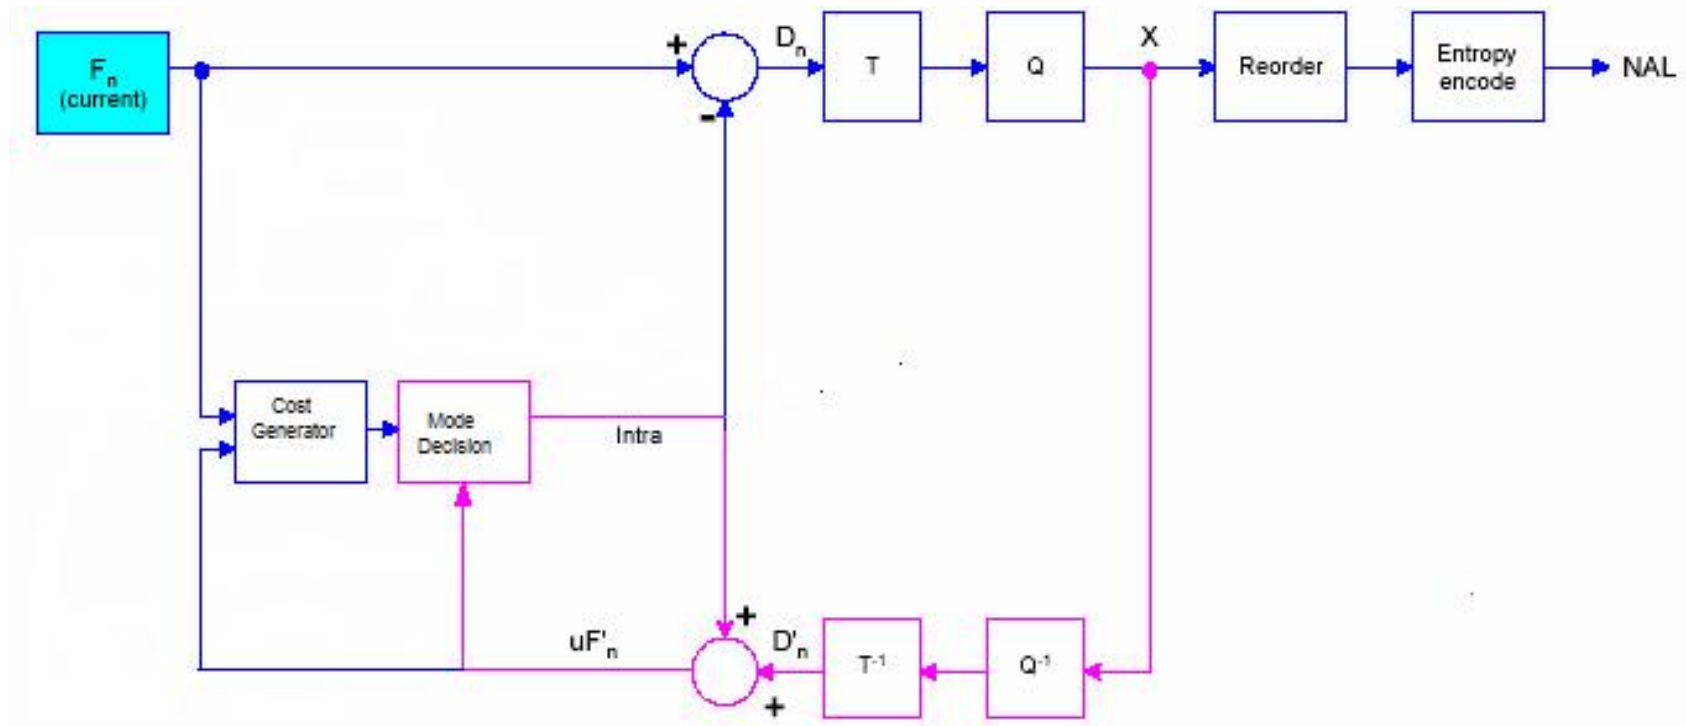 Fn
(current)
+
-
Dn
T
Q
X
Reorder
Entropy
encode
NAL
Cost
Generator
Mode
Decision
Intra
+
uF'n
D'n
+
T-1
Q-1